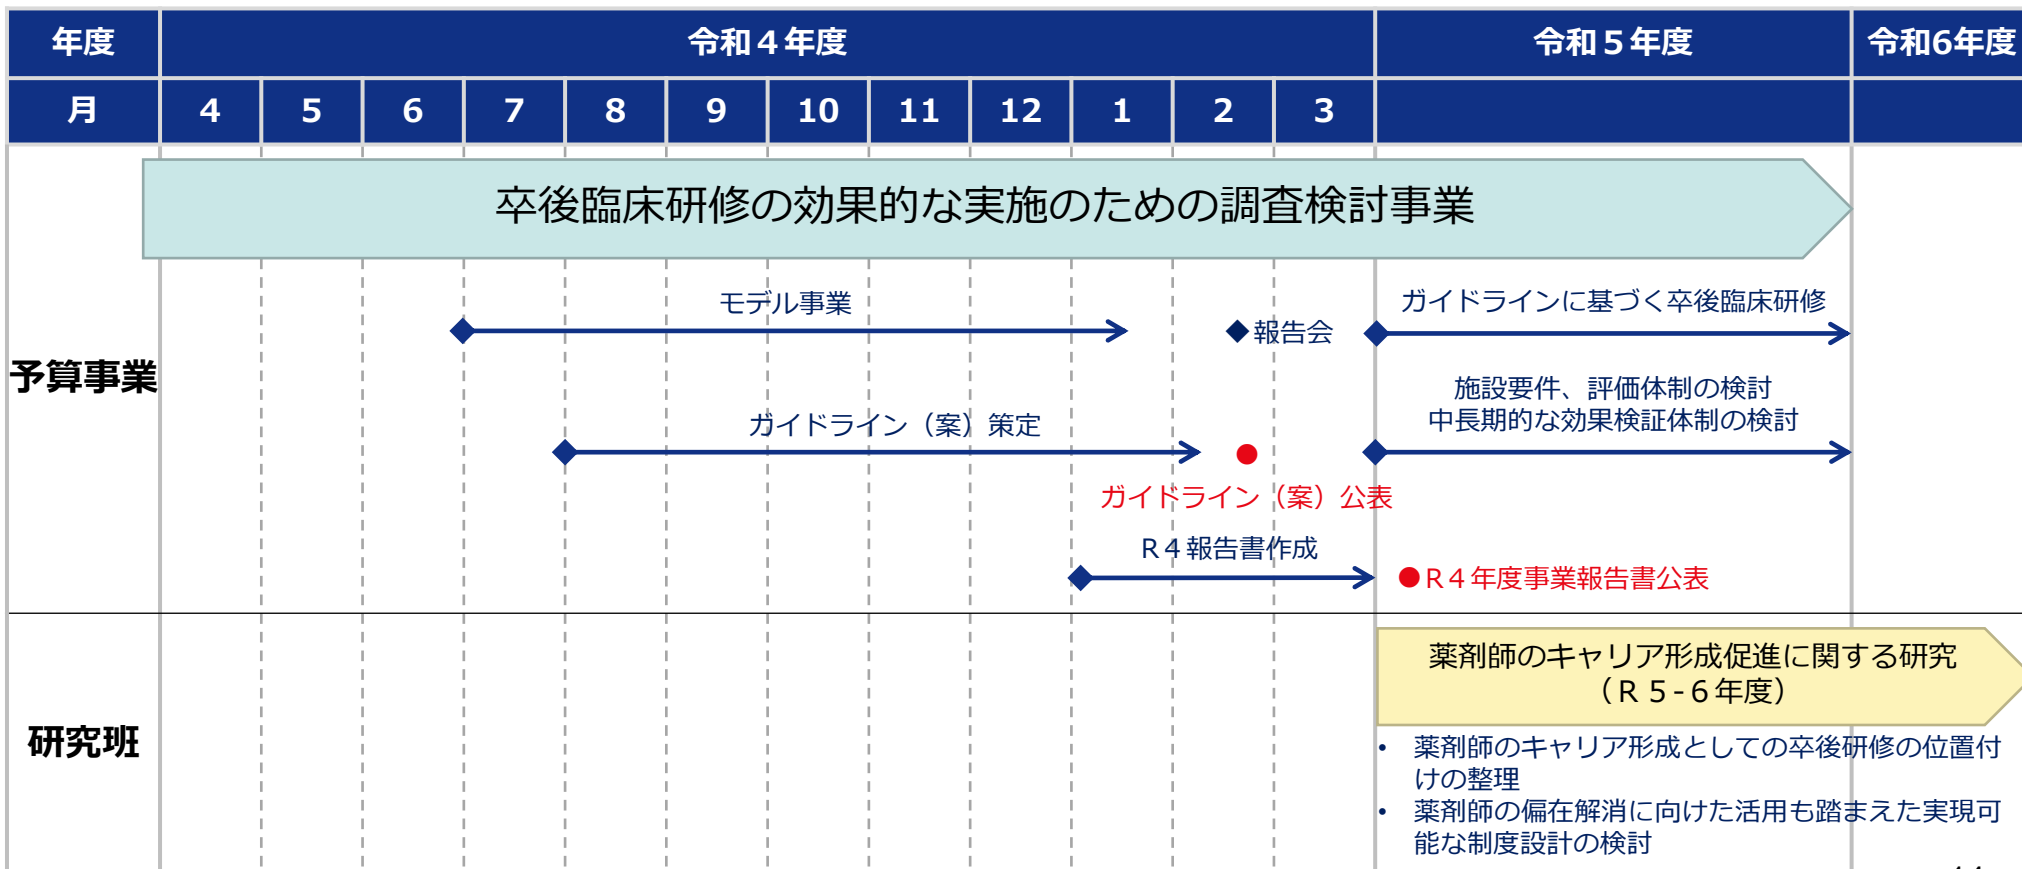 年度
令和４年度
令和５年度
令和6年度
月
4
5
6
7
8
9
10
11
12
1
2
3
卒後臨床研修の効果的な実施のための調査検討事業
予算事業
モデル事業
報告会
ガイドラインに基づく卒後臨床研修
ガイドライン（案）策定
施設要件、評価体制の検討
中長期的な効果検証体制の検討
ガイドライン（案）公表
R４報告書作成
R４年度事業報告書公表
研究班
薬剤師のキャリア形成促進に関する研究
（R５-６年度）
• 薬剤師のキャリア形成としての卒後研修の位置付
けの整理
• 薬剤師の偏在解消に向けた活用も踏まえた実現可
能な制度設計の検討